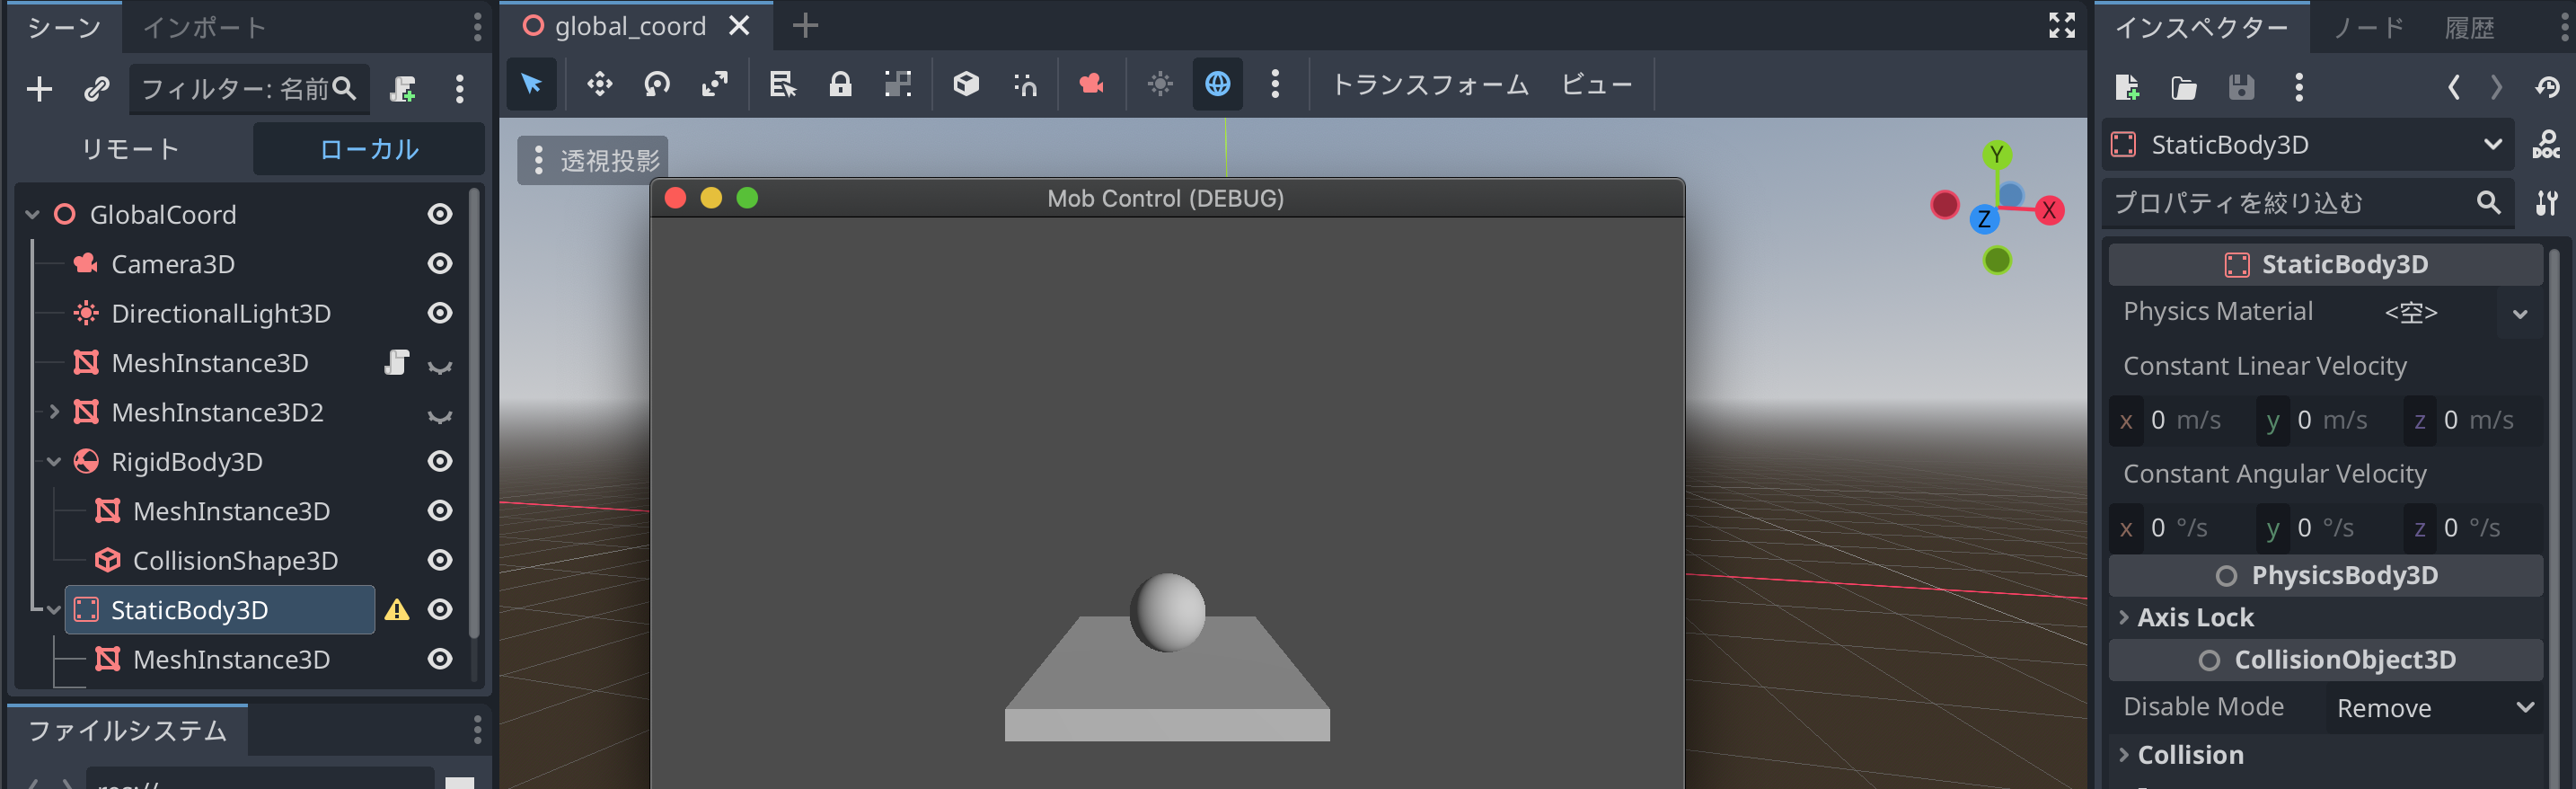 シーン
インポート
フィルター: 名前
リモート
ローカル
GlobalCoord
Camera3D
DirectionalLight3D
MeshInstance3D
MeshInstance3D2
RigidBody3D
MeshInstance3D
CollisionShape3D
StaticBody3D
MeshInstance3D
ファイルシステム
global_coord
トランスフォーム ビュー
透視投影
Y
X
Z
Mob Control (DEBUG)
インスペクター
ノード
履歴
StaticBody3D
DOC
プロパティを絞り込む
StaticBody3D
Physics Material <空>
Constant Linear Velocity
x 0 m/s y 0 m/s z 0 m/s
Constant Angular Velocity
x 0 °/s y 0 °/s z 0 °/s
PhysicsBody3D
Axis Lock
CollisionObject3D
Disable Mode Remove
Collision